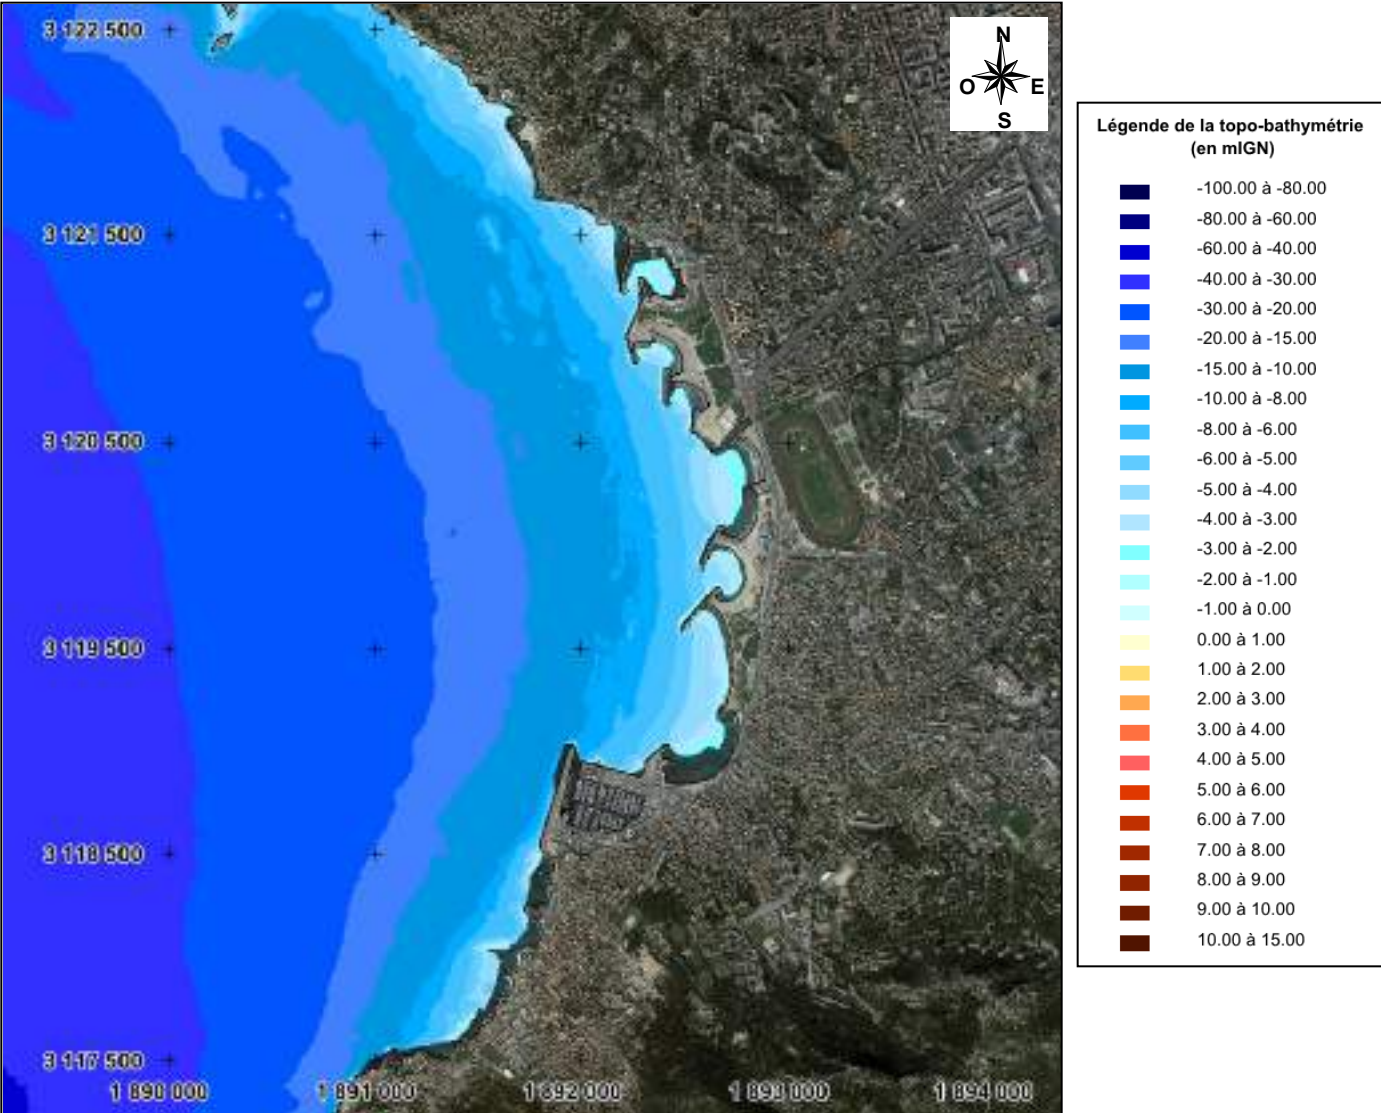 3 122 500
N
O E
S
3 121 500
3 120 500
3 119 500
3 118 500
3 117 500
1 890 000 1 891 000 1 892 000 1 893 000 1 894 000
Légende de la topo-bathymétrie
(en mIGN)
-100.00 à -80.00
-80.00 à -60.00
-60.00 à -40.00
-40.00 à -30.00
-30.00 à -20.00
-20.00 à -15.00
-15.00 à -10.00
-10.00 à -8.00
-8.00 à -6.00
-6.00 à -5.00
-5.00 à -4.00
-4.00 à -3.00
-3.00 à -2.00
-2.00 à -1.00
-1.00 à 0.00
0.00 à 1.00
1.00 à 2.00
2.00 à 3.00
3.00 à 4.00
4.00 à 5.00
5.00 à 6.00
6.00 à 7.00
7.00 à 8.00
8.00 à 9.00
9.00 à 10.00
10.00 à 15.00